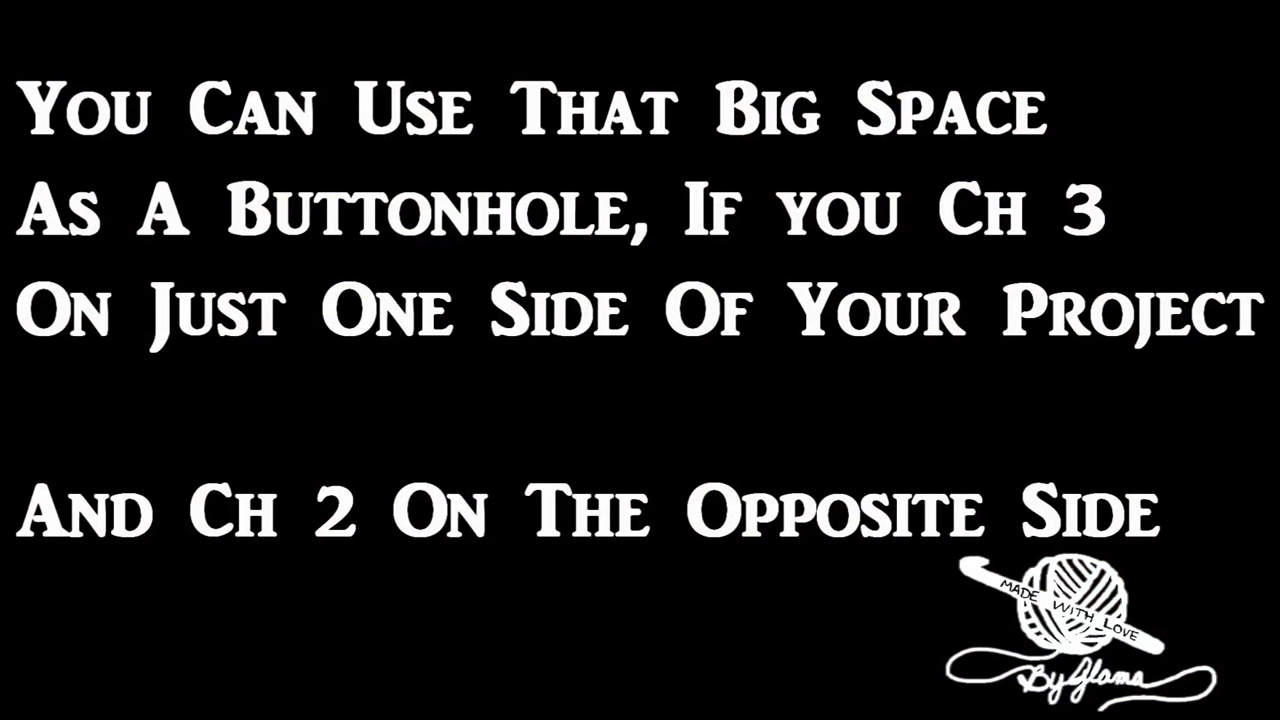 You Can Use That Big Space
As A Buttonhole, If you Ch 3
On Just One Side Of Your Project
And Ch 2 On The Opposite Side
MADE WITH LOVE
By Glama